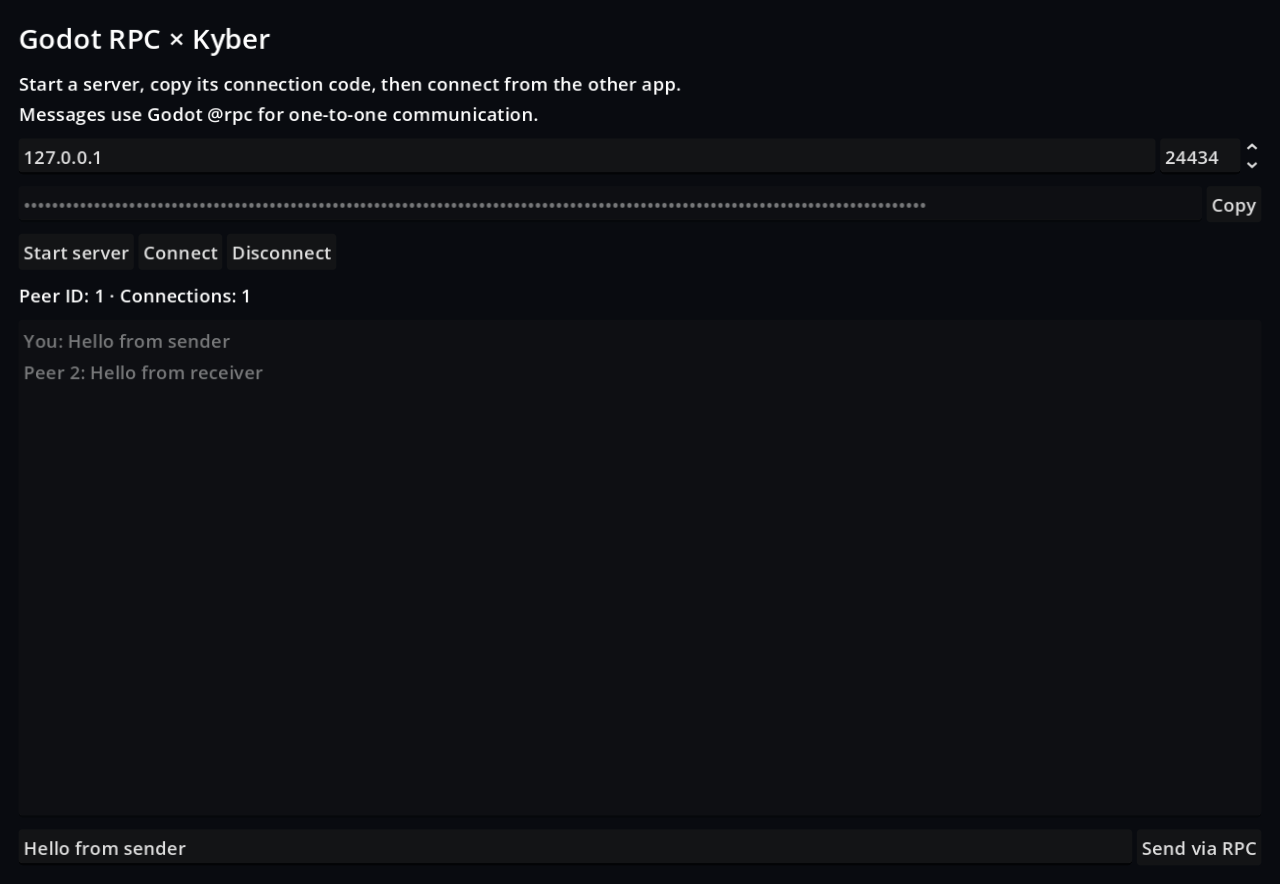 Godot RPC × Kyber
Start a server, copy its connection code, then connect from the other app.
Messages use Godot @rpc for one-to-one communication.
127.0.0.1 24434
Copy
Start server Connect Disconnect
Peer ID: 1 · Connections: 1
You: Hello from sender
Peer 2: Hello from receiver
Hello from sender Send via RPC